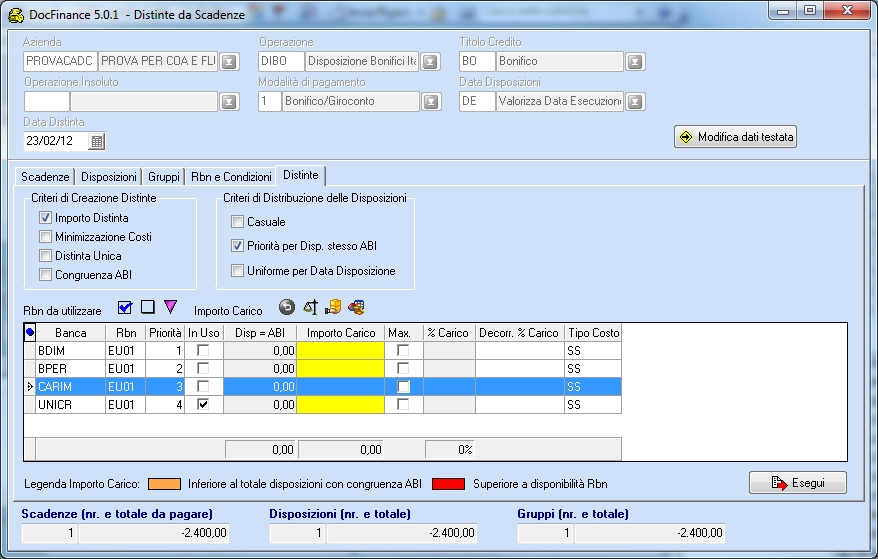 DocFinance 5.0.1 - Distinte da Scadenze
Azienda Operazione Titolo Credito
PROVACADC PROVA PER COA E FLI DIBO Disposizione Bonifici Ita BO Bonifico
Operazione Insoluto Modalità di pagamento Data Disposizioni
1 Bonifico/Giroconto DE Valorizza Data Esecuzion
Data Distinta
23/02/12 Modifica dati testata
Scadenze Disposizioni Gruppi Rbn e Condizioni Distinte
Criteri di Creazione Distinte Criteri di Distribuzione delle Disposizioni
Importo Distinta Casuale
Minimizzazione Costi Priorità per Disp. stesso ABI
Distinta Unica Uniforme per Data Disposizione
Congruenza ABI
Rbn da utilizzare Importo Carico
Banca Rbn Priorità In Uso Disp = ABI Importo Carico Max. % Carico Decorr. % Carico Tipo Costo
BDIM EU01 1 0,00 SS
BPER EU01 2 0,00 SS
CARIM EU01 3 0,00 SS
UNICR EU01 4 0,00 SS
0,00 0,00 0%
Legenda Importo Carico: Inferiore al totale disposizioni con congruenza ABI Superiore a disponibilità Rbn Esegui
Scadenze (nr. e totale da pagare) Disposizioni (nr. e totale) Gruppi (nr. e totale)
1 -2.400,00 1 -2.400,00 1 -2.400,00